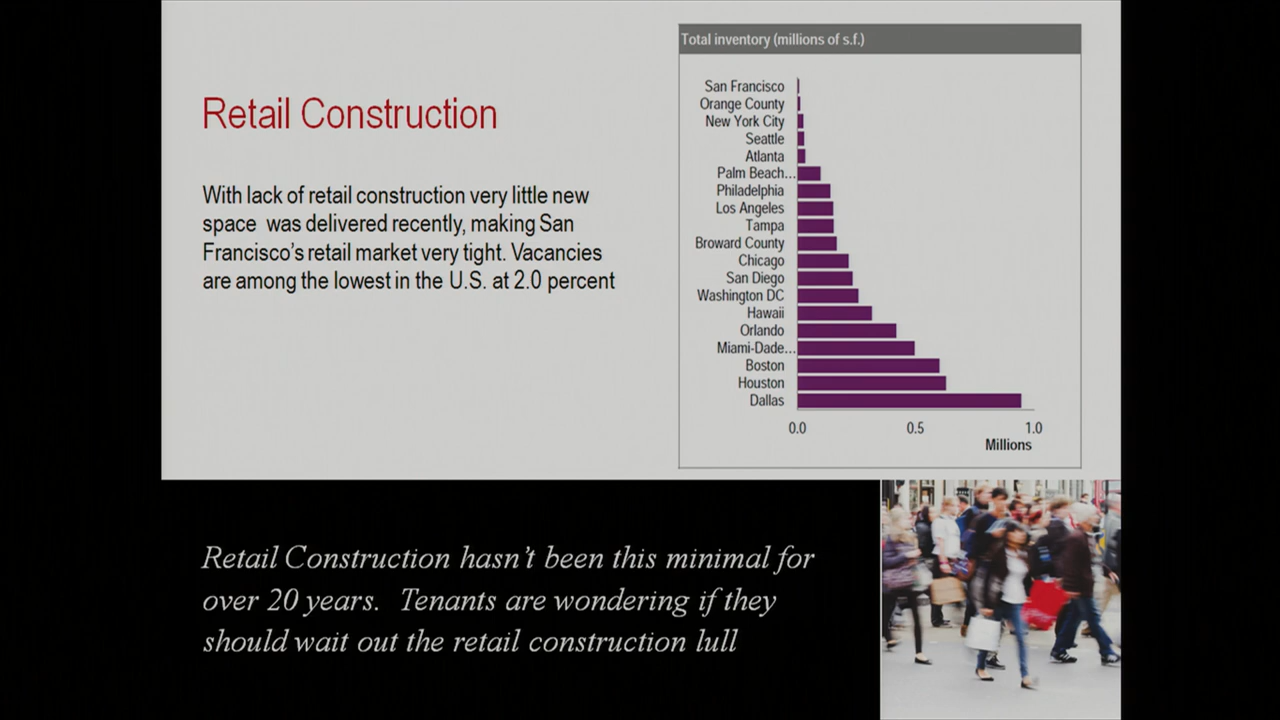 Retail Construction
With lack of retail construction very little new
space was delivered recently, making San
Francisco's retail market very tight. Vacancies
are among the lowest in the U.S. at 2.0 percent
Total inventory (millions of s.f.)
San Francisco
Orange County
New York City
Seattle
Atlanta
Palm Beach...
Philadelphia
Los Angeles
Tampa
Broward County
Chicago
San Diego
Washington DC
Hawaii
Orlando
Miami-Dade...
Boston
Houston
Dallas
0.0 0.5 1.0
Millions
Retail Construction hasn't been this minimal for
over 20 years. Tenants are wondering if they
should wait out the retail construction lull